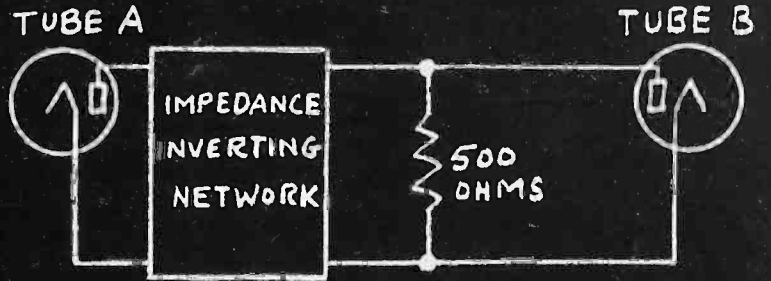 TUBE A
TUBE B
IMPEDANCE
INVERTING
NETWORK
500
OHMS